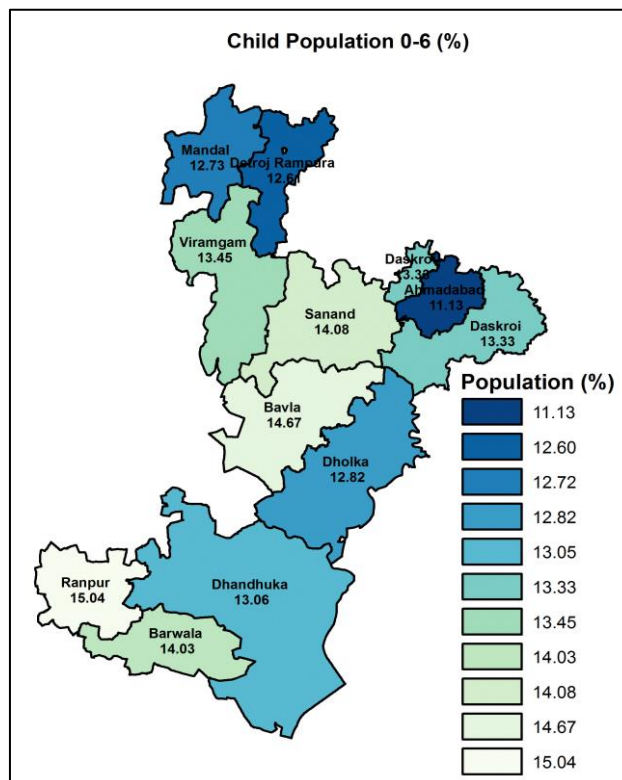 Child Population 0-6 (%)
Mandal
12.73
Detroj Rampura
12.61
Viramgam
13.45
Daskroi
13.33
Ahmadabad
11.13
Sanand
14.08
Daskroi
13.33
Bavla
14.67
Dholka
12.82
Ranpur
15.04
Dhandhuka
13.06
Barwala
14.03
Population (%)
11.13
12.60
12.72
12.82
13.05
13.33
13.45
14.03
14.08
14.67
15.04